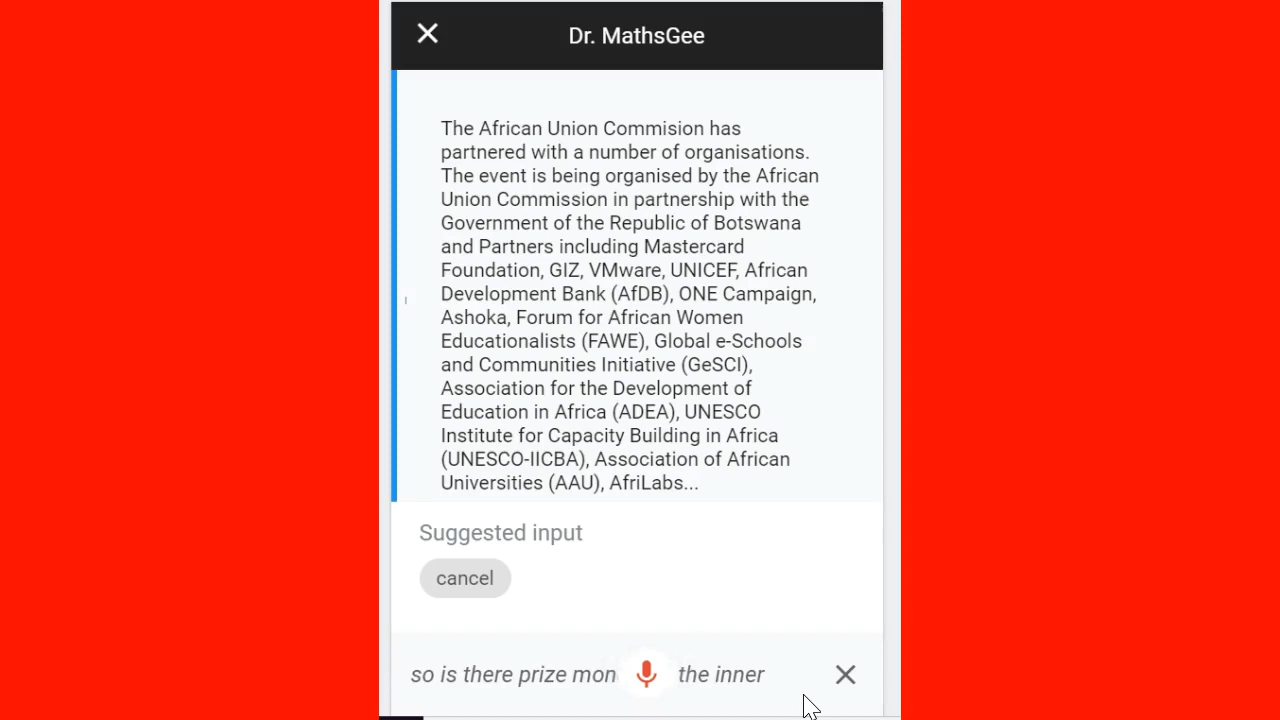 Dr. MathsGee
The African Union Commision has
partnered with a number of organisations.
The event is being organised by the African
Union Commission in partnership with the
Government of the Republic of Botswana
and Partners including Mastercard
Foundation, GIZ, VMware, UNICEF, African
Development Bank (AfDB), ONE Campaign,
Ashoka, Forum for African Women
Educationalists (FAWE), Global e-Schools
and Communities Initiative (GeSCI),
Association for the Development of
Education in Africa (ADEA), UNESCO
Institute for Capacity Building in Africa
(UNESCO-IICBA), Association of African
Universities (AAU), AfriLabs...
Suggested input
cancel
so is there prize mon the inner